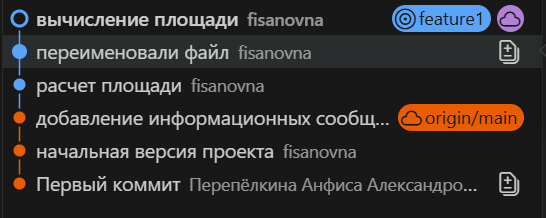 вычисление площади fisanovna feature1
переименовали файл fisanovna
расчет площади fisanovna
добавление информационных сообщ... origin/main
начальная версия проекта fisanovna
Первый коммит Перепёлкина Анфиса Александро...